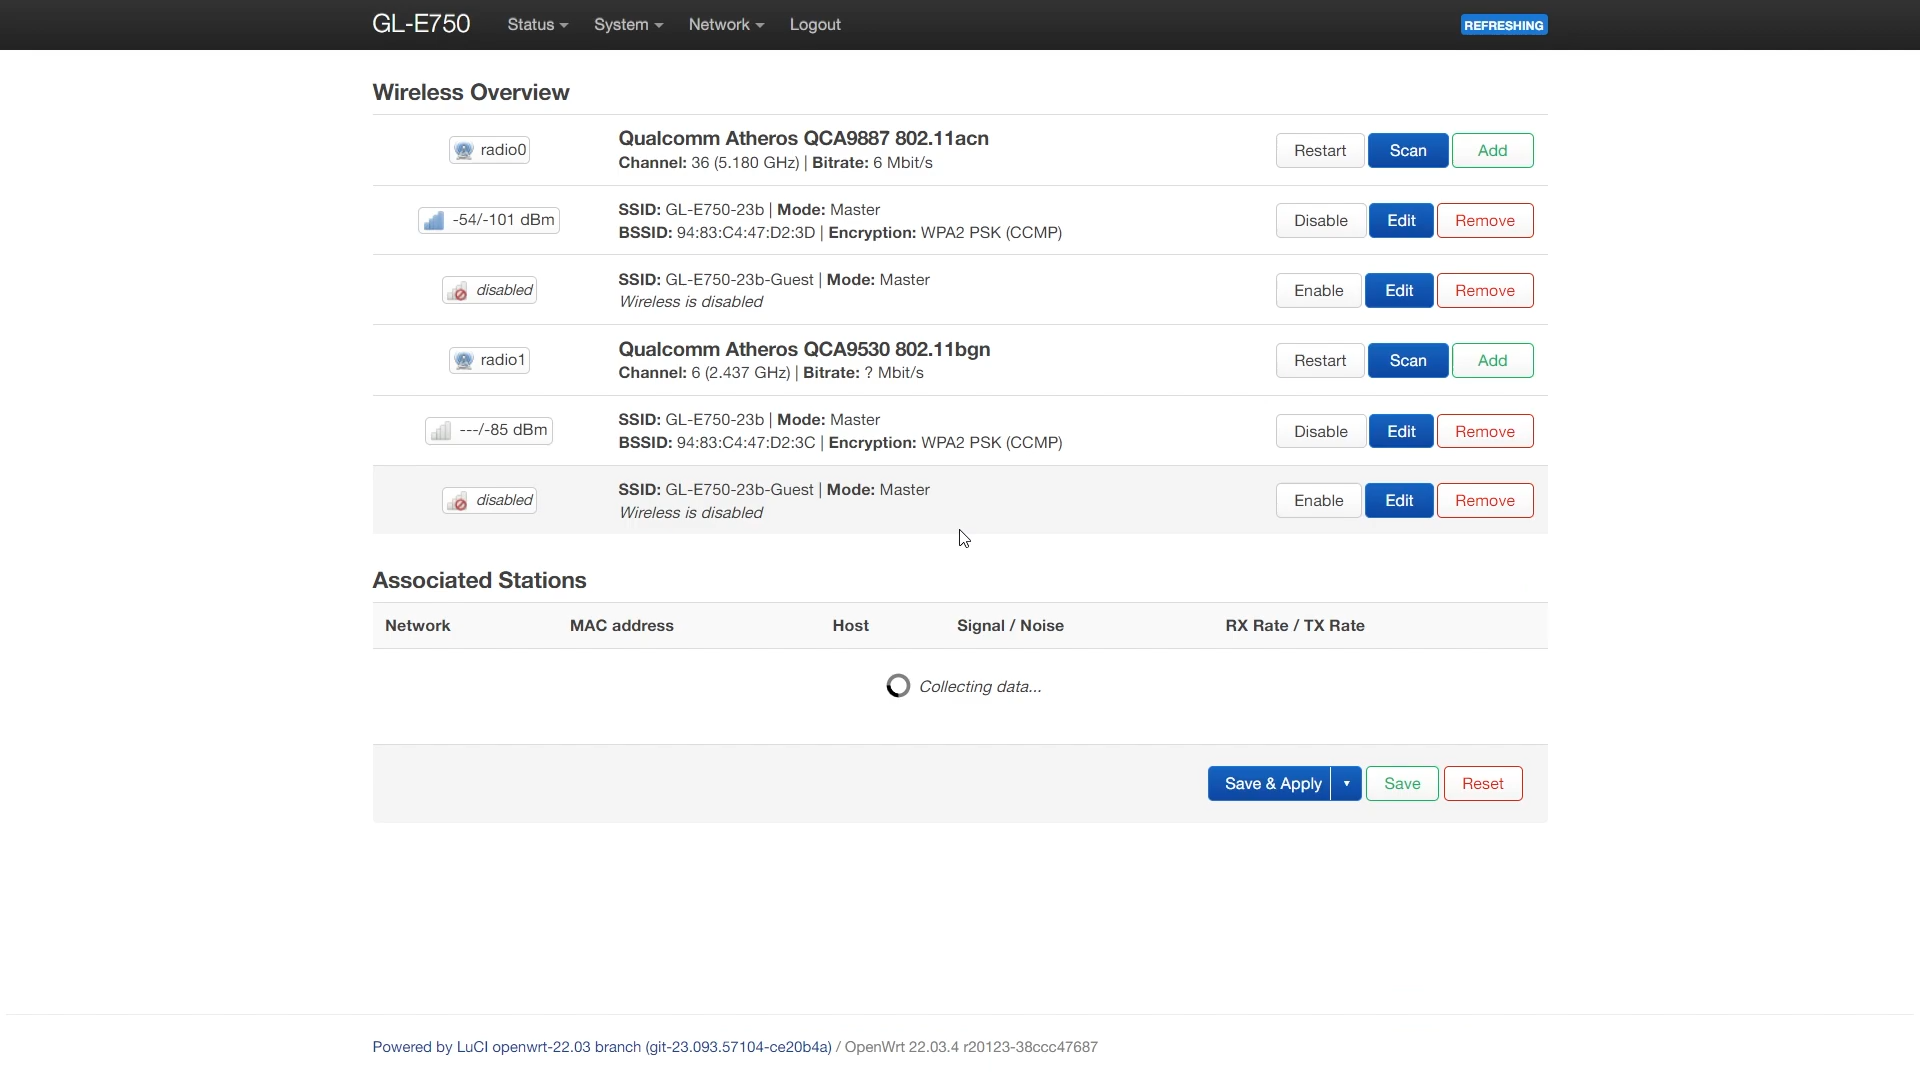 GL-E750 Status System Network Logout REFRESHING
Wireless Overview
radio0
Qualcomm Atheros QCA9887 802.11acn
Channel: 36 (5.180 GHz) | Bitrate: 6 Mbit/s
Restart Scan Add
-54/-101 dBm
SSID: GL-E750-23b | Mode: Master
BSSID: 94:83:C4:47:D2:3D | Encryption: WPA2 PSK (CCMP)
Disable Edit Remove
disabled
SSID: GL-E750-23b-Guest | Mode: Master
Wireless is disabled
Enable Edit Remove
radio1
Qualcomm Atheros QCA9530 802.11bgn
Channel: 6 (2.437 GHz) | Bitrate: ? Mbit/s
Restart Scan Add
---/-85 dBm
SSID: GL-E750-23b | Mode: Master
BSSID: 94:83:C4:47:D2:3C | Encryption: WPA2 PSK (CCMP)
Disable Edit Remove
disabled
SSID: GL-E750-23b-Guest | Mode: Master
Wireless is disabled
Enable Edit Remove
Associated Stations
Network MAC address Host Signal / Noise RX Rate / TX Rate
Collecting data...
Save & Apply Save Reset
Powered by LuCI openwrt-22.03 branch (git-23.093.57104-ce20b4a) / OpenWrt 22.03.4 r20123-38ccc47687